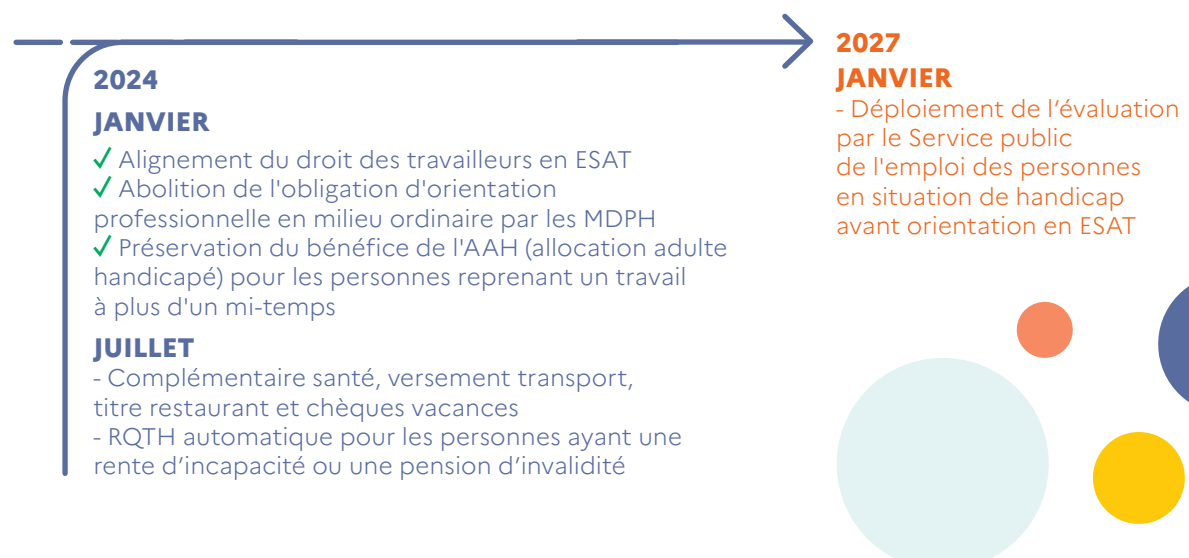 2024
JANVIER
✓ Alignement du droit des travailleurs en ESAT
✓ Abolition de l'obligation d'orientation
professionnelle en milieu ordinaire par les MDPH
✓ Préservation du bénéfice de l'AAH (allocation adulte
handicapé) pour les personnes reprenant un travail
à plus d'un mi-temps
JUILLET
- Complémentaire santé, versement transport,
titre restaurant et chèques vacances
- RQTH automatique pour les personnes ayant une
rente d’incapacité ou une pension d’invalidité
2027
JANVIER
- Déploiement de l’évaluation
par le Service public
de l'emploi des personnes
en situation de handicap
avant orientation en ESAT